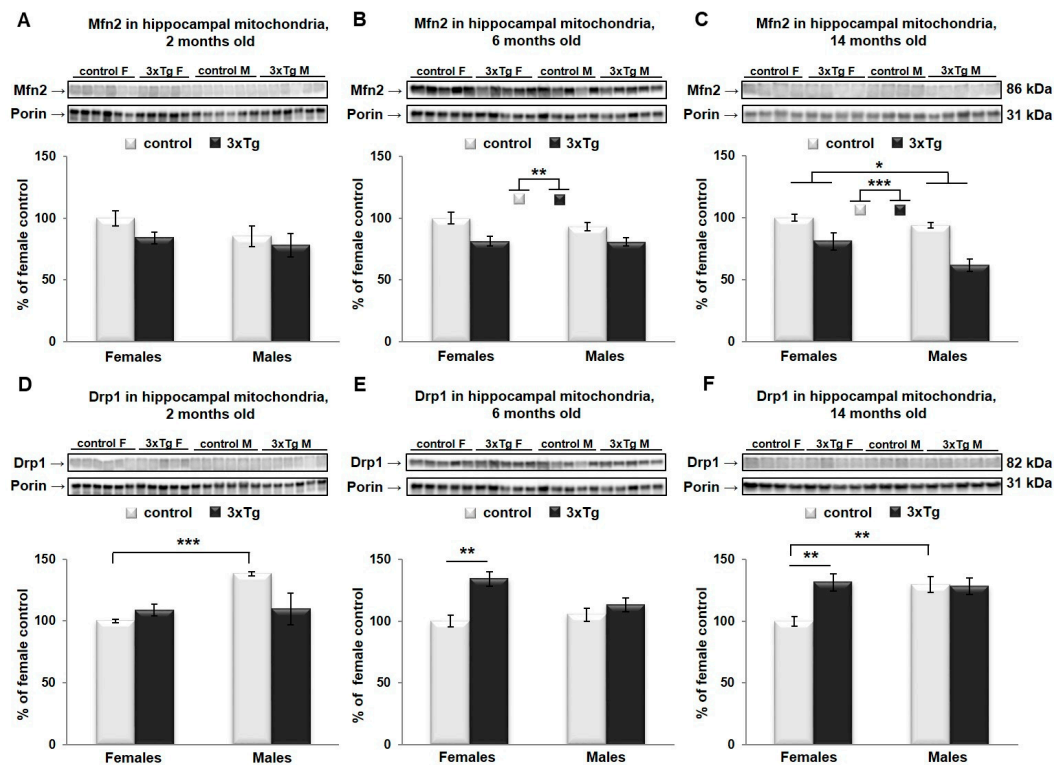 A
Mfn2 in hippocampal mitochondria,
2 months old
control F 3xTg F control M 3xTg M
Mfn2 →
Porin →
control 3xTg
150
100
50
0
% of female control
Females Males
B
Mfn2 in hippocampal mitochondria,
6 months old
control F 3xTg F control M 3xTg M
Mfn2 →
Porin →
control 3xTg
**
150
100
50
0
% of female control
Females Males
C
Mfn2 in hippocampal mitochondria,
14 months old
control F 3xTg F control M 3xTg M
Mfn2 → 86 kDa
Porin → 31 kDa
control 3xTg
*
***
150
100
50
0
% of female control
Females Males
D
Drp1 in hippocampal mitochondria,
2 months old
control F 3xTg F control M 3xTg M
Drp1 →
Porin →
control 3xTg
***
150
100
50
0
% of female control
Females Males
E
Drp1 in hippocampal mitochondria,
6 months old
control F 3xTg F control M 3xTg M
Drp1 →
Porin →
control 3xTg
**
150
100
50
0
% of female control
Females Males
F
Drp1 in hippocampal mitochondria,
14 months old
control F 3xTg F control M 3xTg M
Drp1 → 82 kDa
Porin → 31 kDa
control 3xTg
**
**
150
100
50
0
% of female control
Females Males